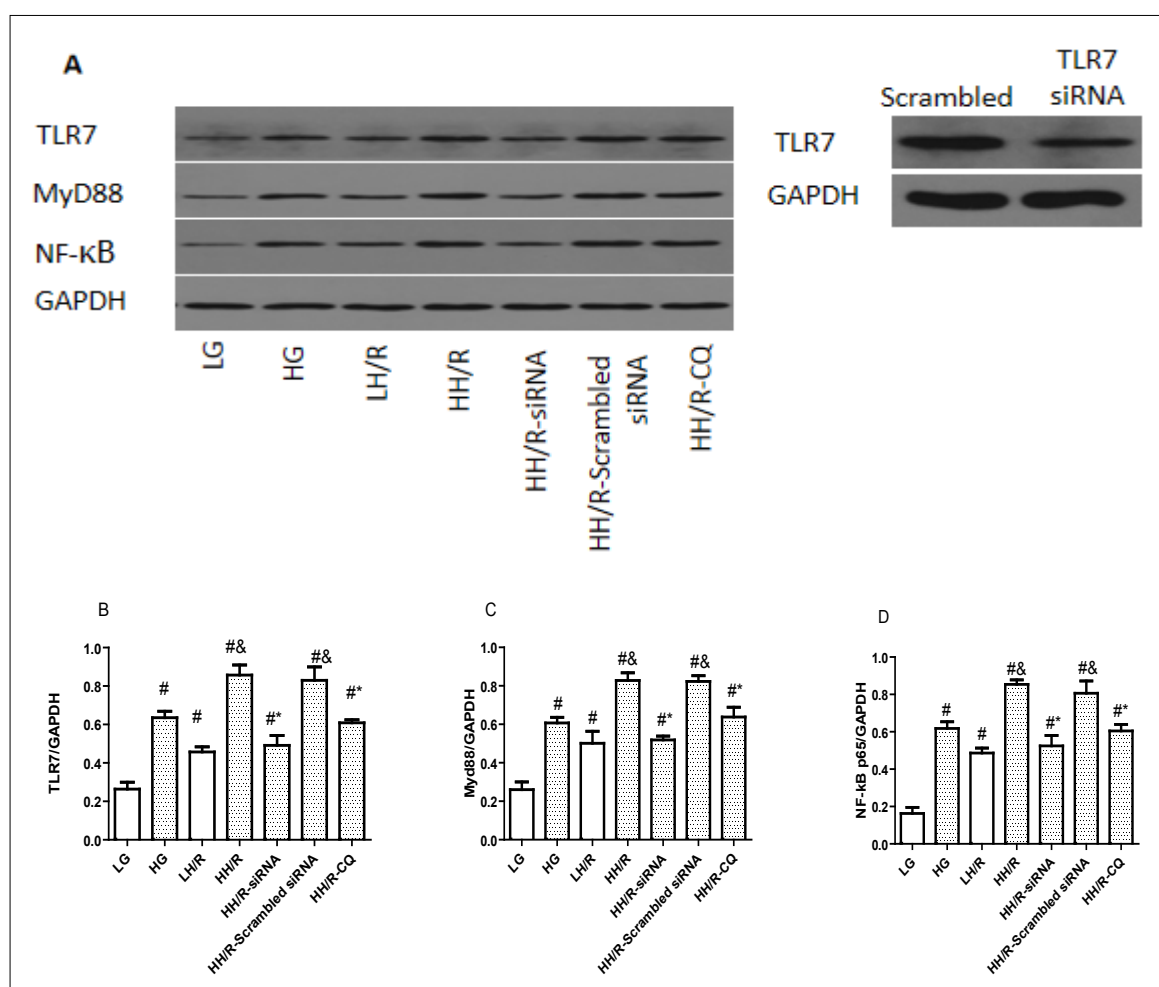 A
TLR7
MyD88
NF-κB
GAPDH
LG
HG
LH/R
HH/R
HH/R-siRNA
HH/R-Scrambled
siRNA
HH/R-CQ
Scrambled
TLR7
siRNA
TLR7
GAPDH
B
TLR7/GAPDH
1.0
0.8
0.6
0.4
0.2
0.0
#
#
#&
#*
#&
#*
LG
HG
LH/R
HH/R
HH/R-siRNA
HH/R-Scrambled siRNA
HH/R-CQ
C
Myd88/GAPDH
1.0
0.8
0.6
0.4
0.2
0.0
#
#
#&
#*
#&
#*
LG
HG
LH/R
HH/R
HH/R-siRNA
HH/R-Scrambled siRNA
HH/R-CQ
D
NF-kB p65/GAPDH
1.0
0.8
0.6
0.4
0.2
0.0
#
#
#&
#*
#&
#*
LG
HG
LH/R
HH/R
HH/R-siRNA
HH/R-Scrambled siRNA
HH/R-CQ